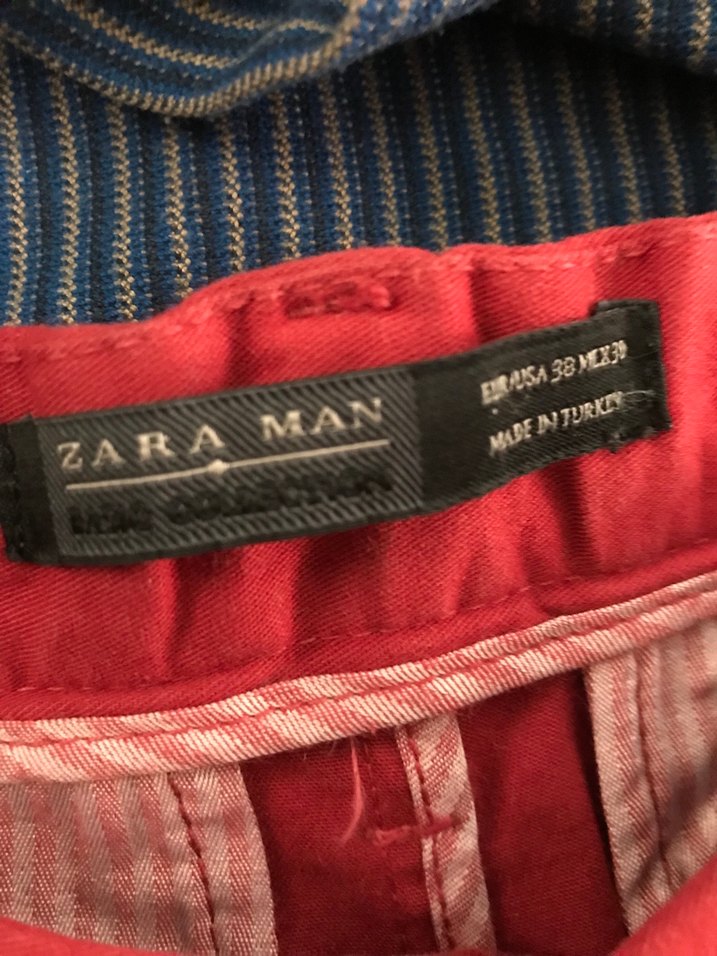 ZARA MAN
EUR/USA 38 MEX 30
MADE IN TURKEY